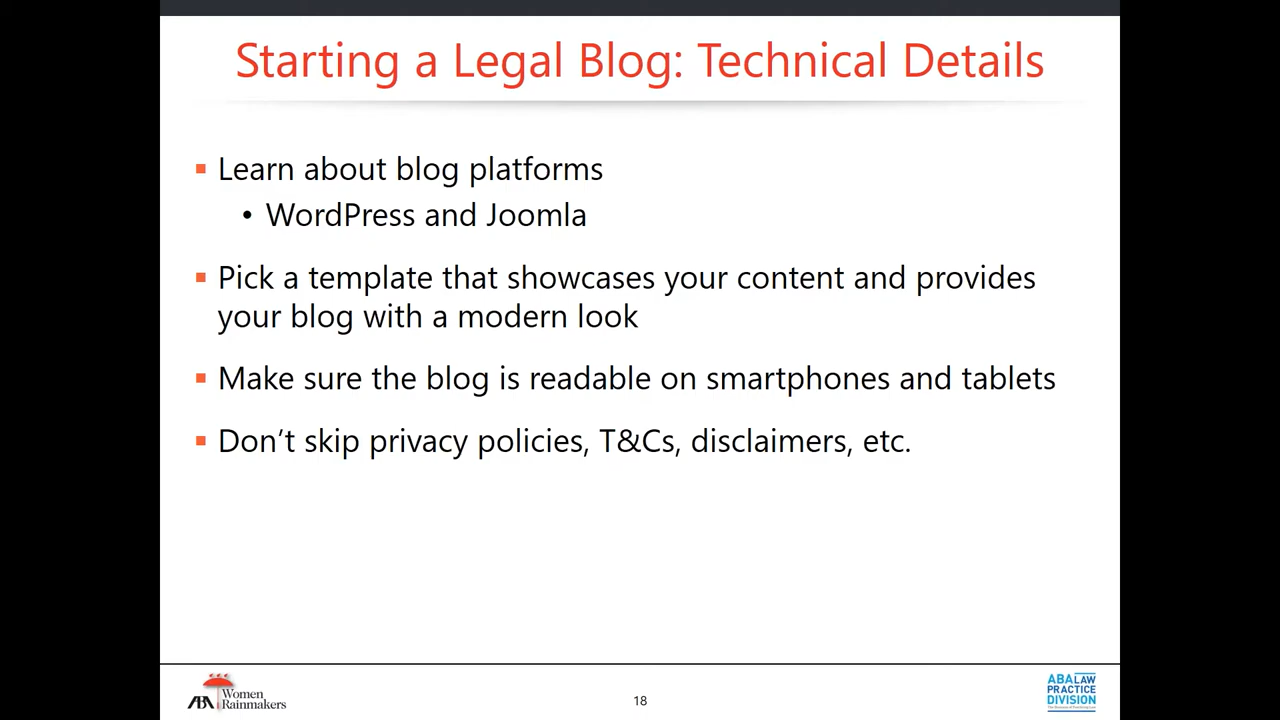 Starting a Legal Blog: Technical Details
▪ Learn about blog platforms
• WordPress and Joomla
▪ Pick a template that showcases your content and provides
your blog with a modern look
▪ Make sure the blog is readable on smartphones and tablets
▪ Don’t skip privacy policies, T&Cs, disclaimers, etc.
ABA Women
Rainmakers
18
ABA LAW
PRACTICE
DIVISION